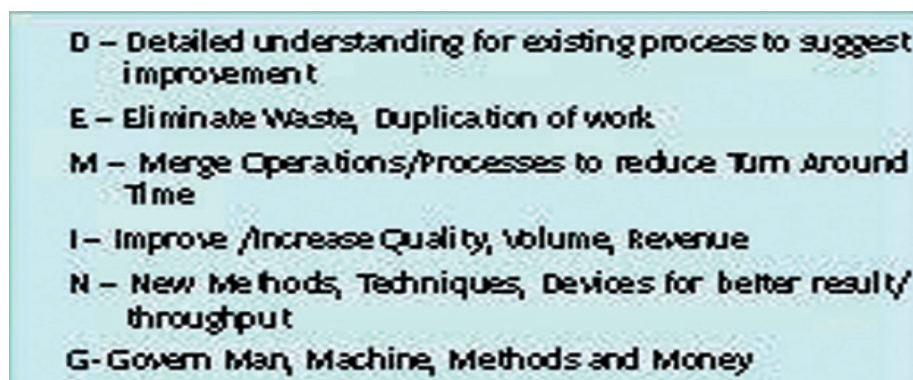 D – Detailed understanding for existing process to suggest
improvement
E – Eliminate Waste, Duplication of work
M – Merge Operations/Processes to reduce Turn Around
Time
I – Improve /Increase Quality, Volume, Revenue
N – New Methods, Techniques, Devices for better result/
throughput
G- Govern Man, Machine, Methods and Money